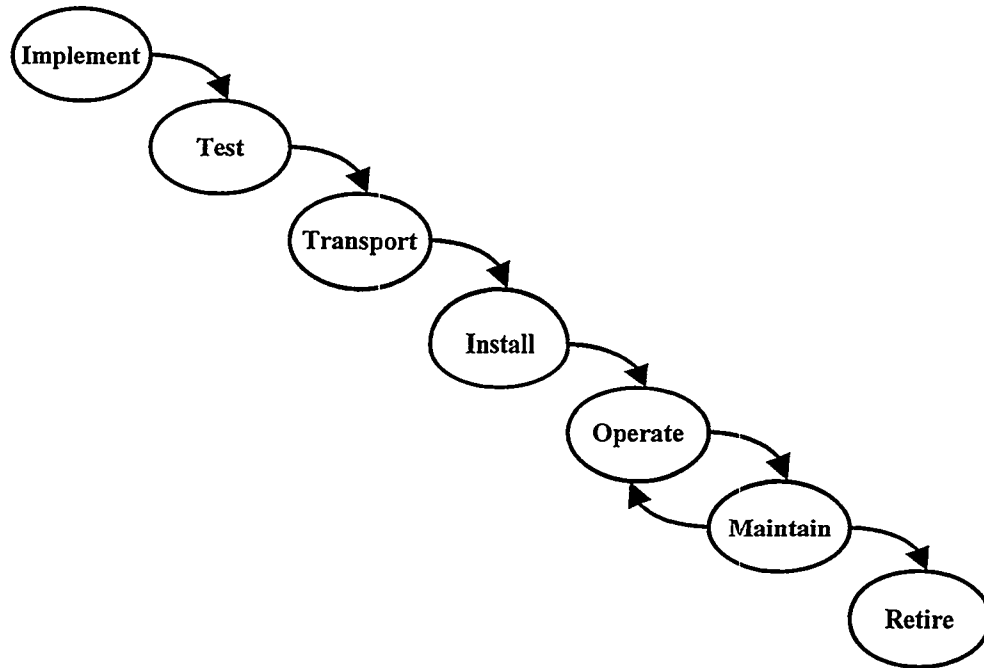 Implement
Test
Transport
Install
Operate
Maintain
Retire